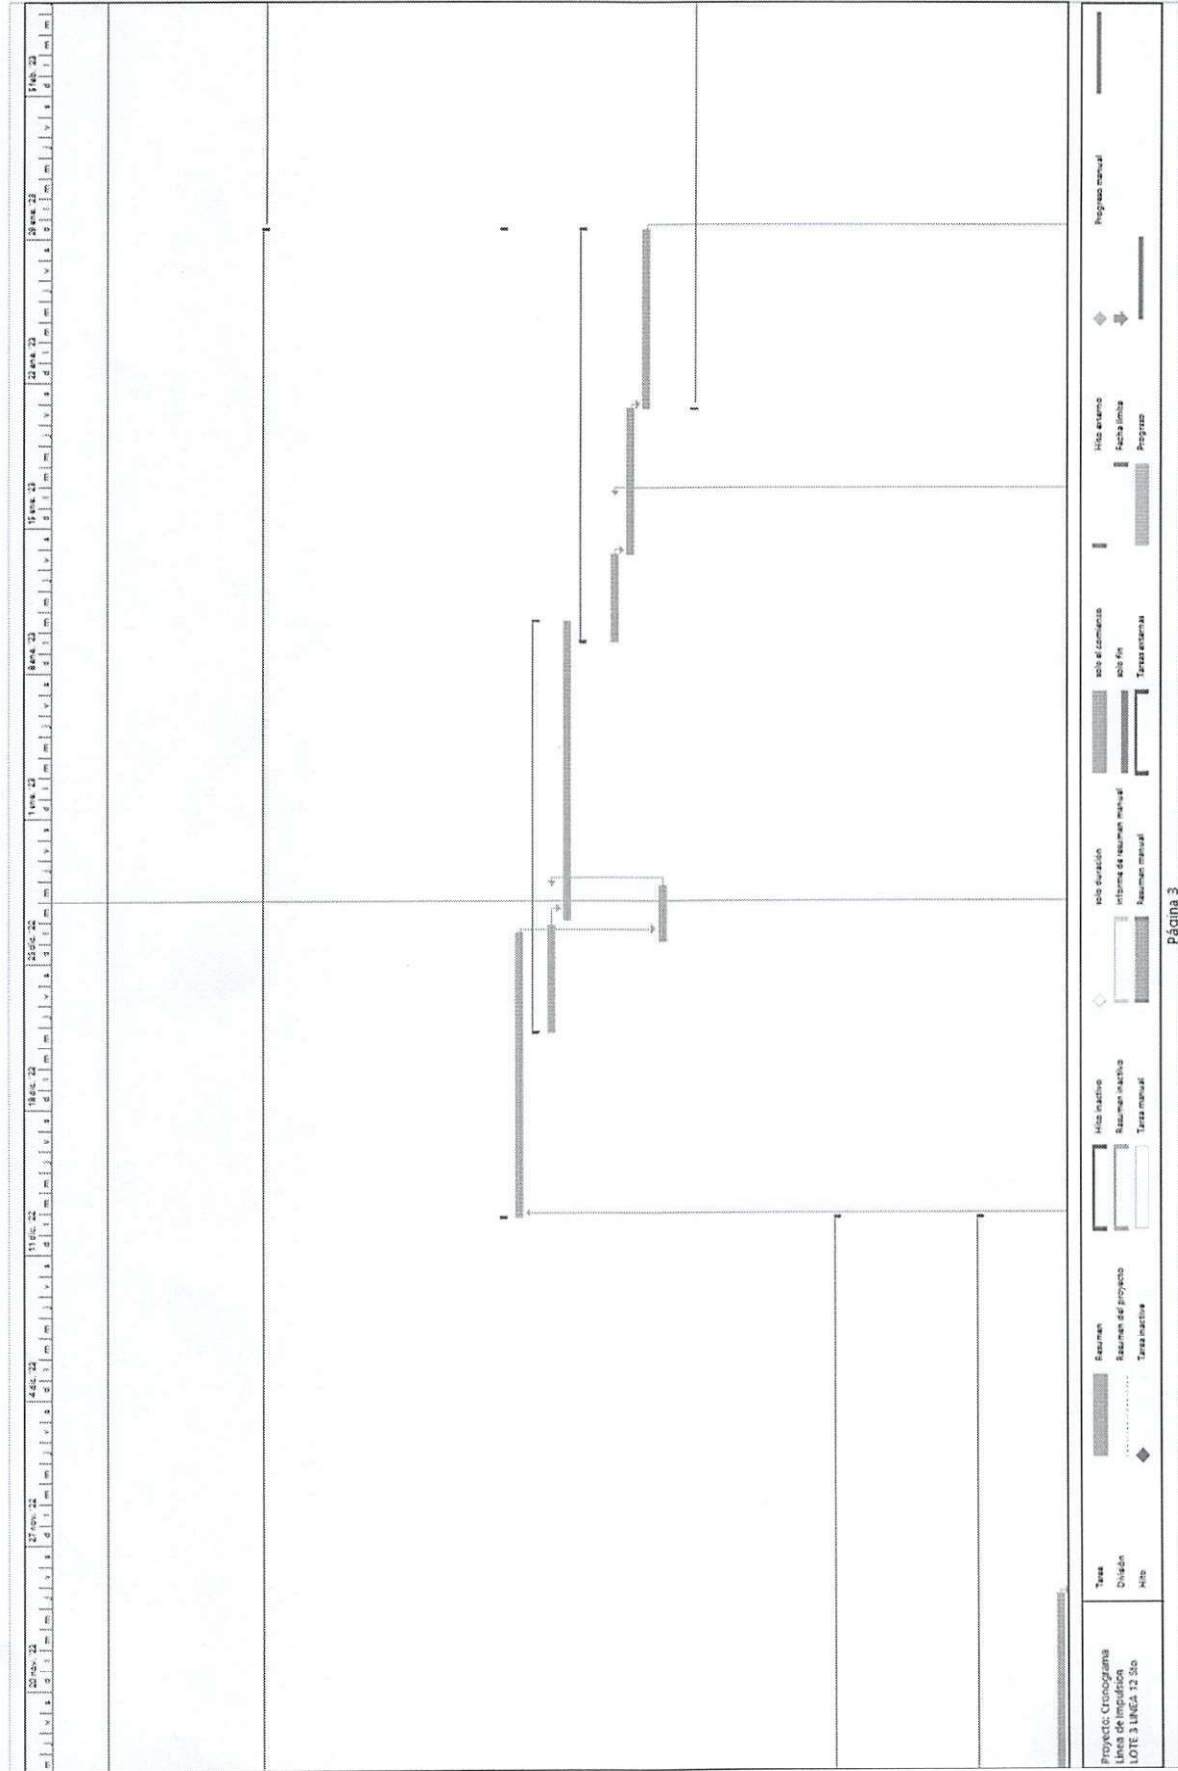 20 nov. '22 27 nov. '22 4 dic. '22 11 dic. '22 18 dic. '22 25 dic. '22 1 ene. '23 8 ene. '23 15 ene. '23 22 ene. '23 29 ene. '23 5 feb. '23
m j v s d l m m j v s d l m m j v s d l m m j v s d l m m j v s d l m m j v s d l m m j v s d l m m j v s d l m m j v s d l m m j v s d l m m j v s d l m m j v s d l m m
Proyecto: Cronograma
Linea de Impulsion
LOTE 3 LINEA 12 Sto
Tarea
División
Hito
Resumen
Resumen del proyecto
Tarea inactiva
Hito inactivo
Resumen inactivo
Tarea manual
solo duración
Informe de resumen manual
Resumen manual
solo el comienzo
solo fin
Tareas externas
Hito externo
Fecha límite
Progreso
Progreso manual
Página 3